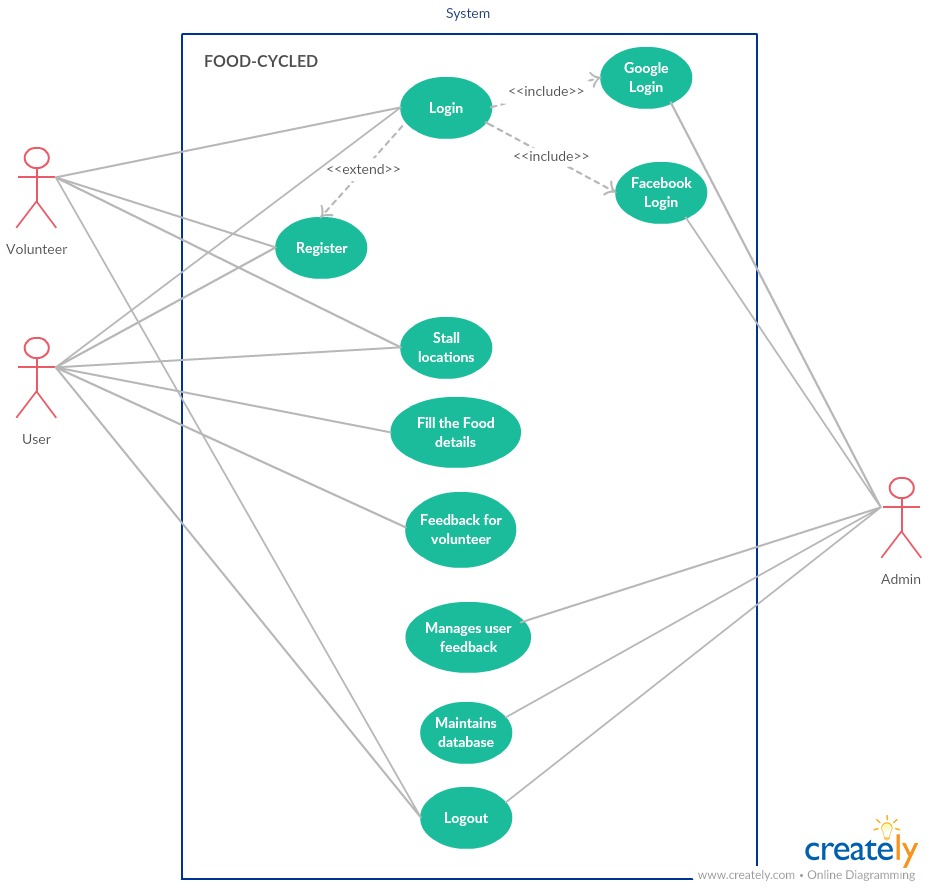 System
FOOD-CYCLED
Google
Login
<<include>>
Login
<<include>>
<<extend>>
Facebook
Login
Volunteer
Register
Stall
locations
User
Fill the Food
details
Feedback for
volunteer
Admin
Manages user
feedback
Maintains
database
Logout
creately
www.creately.com • Online Diagramming